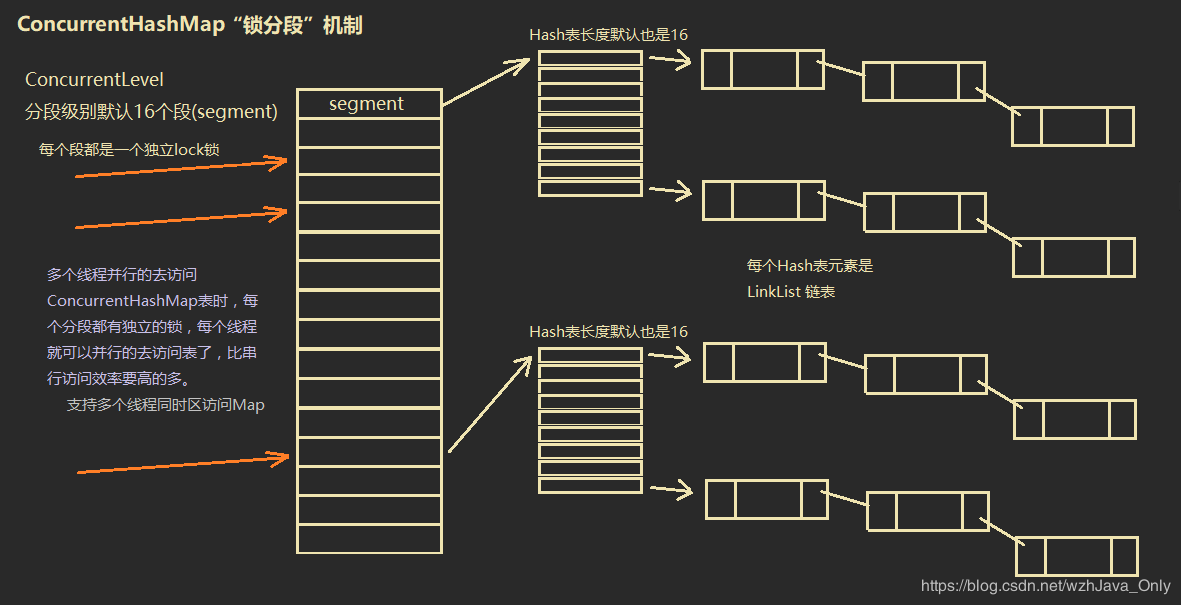 ConcurrentHashMap “锁分段” 机制
Hash表长度默认也是16
ConcurrentLevel
分段级别默认16个段(segment)
segment
每个段都是一个独立lock锁
多个线程并行的去访问
ConcurrentHashMap表时，每
个分段都有独立的锁，每个线程
就可以并行的去访问表了，比串
行访问效率要高的多。
支持多个线程同时区访问Map
每个Hash表元素是
LinkList 链表
Hash表长度默认也是16
https://blog.csdn.net/wzhJava_Only